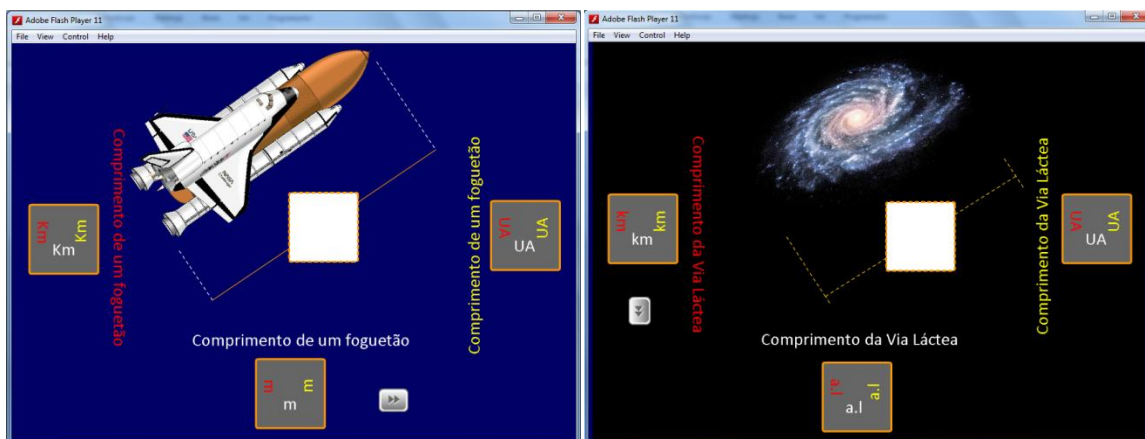 Adobe Flash Player 11
File View Control Help
Comprimento de um foguetão
Km
Km
Km
UA
UA
UA
Comprimento de um foguetão
Comprimento de um foguetão
m
m
m
Adobe Flash Player 11
File View Control Help
km
km
km
Comprimento da Via Láctea
Comprimento da Via Láctea
UA
UA
UA
Comprimento da Via Láctea
a.l
a.l
a.l